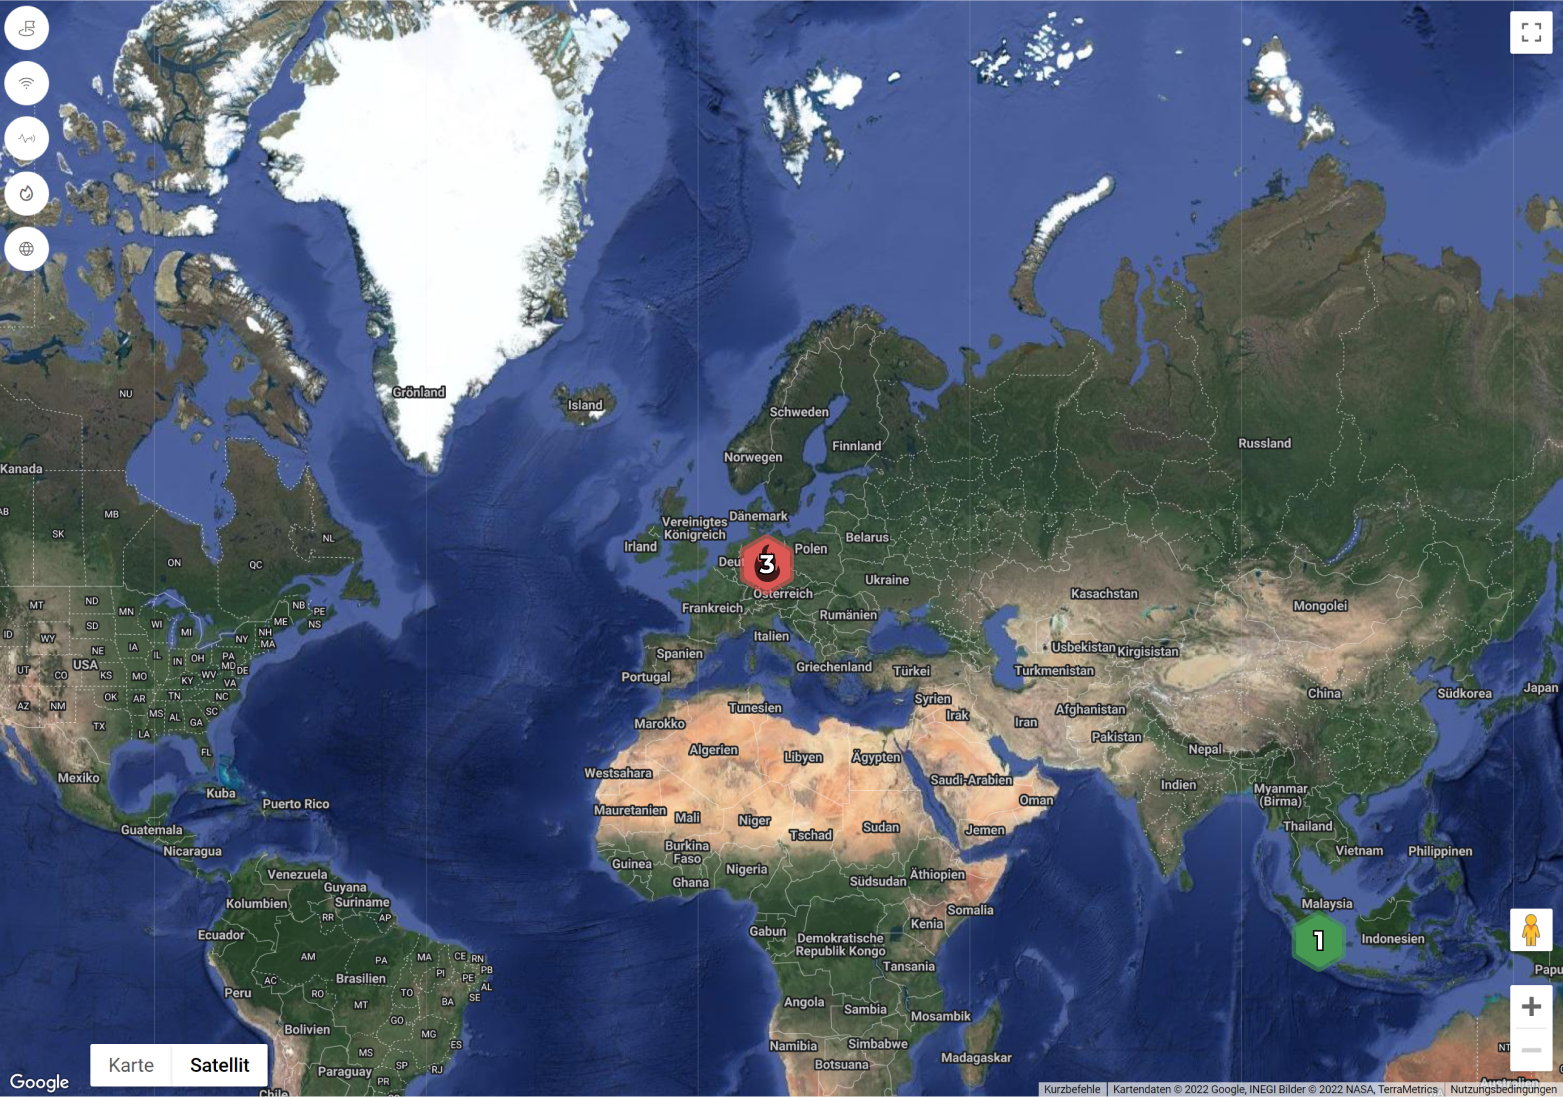 Grönland
Island
NU
Schweden
Finnland
Norwegen
Russland
Kanada
AB
MB
SK
ON
QC
NL
Vereinigtes
Königreich
Dänemark
Irland
Polen
Belarus
Deu
3
Österreich
Ukraine
Frankreich
Rumänien
Kasachstan
Mongolei
MT
ND
MN
NB
PE
ID
SD
WI
ME
NS
WY
MI
NH
NY
MA
NE
IA
IL
IN
OH
PA
MD
DE
UT
USA
CO
KS
MO
KY
WV
VA
AZ
NM
OK
AR
TN
NC
TX
MS
AL
SC
GA
LA
FL
Italien
Spanien
Portugal
Griechenland
Türkei
Usbekistan
Kirgisistan
Turkmenistan
Syrien
Irak
Iran
Afghanistan
Pakistan
China
Südkorea
Japan
Tunesien
Marokko
Algerien
Libyen
Ägypten
Westsahara
Saudi-Arabien
Nepal
Indien
Myanmar
(Birma)
Oman
Mexiko
Kuba
Puerto Rico
Guatemala
Nicaragua
Mauretanien
Mali
Niger
Tschad
Sudan
Jemen
Thailand
Vietnam
Philippinen
Burkina
Faso
Guinea
Ghana
Nigeria
Südsudan
Äthiopien
Venezuela
Guyana
Suriname
Kolumbien
RR
AP
Ecuador
Somalia
Kenia
Gabun
Demokratische
Republik Kongo
Tansania
Malaysia
1
Indonesien
Papu
AM
PA
MA
CE
RN
PB
PI
PE
AL
SE
AC
Brasilien
Peru
RO
TO
BA
MT
GO
Bolivien
MG
ES
MS
SP
RJ
Paraguay
PR
Chile
Angola
Sambia
Mosambik
Namibia
Simbabwe
Botsuana
Madagaskar
NT
Australien
Karte
Satellit
Google
Kurzbefehle
Kartendaten © 2022 Google, INEGI Bilder © 2022 NASA, TerraMetrics
Nutzungsbedingungen